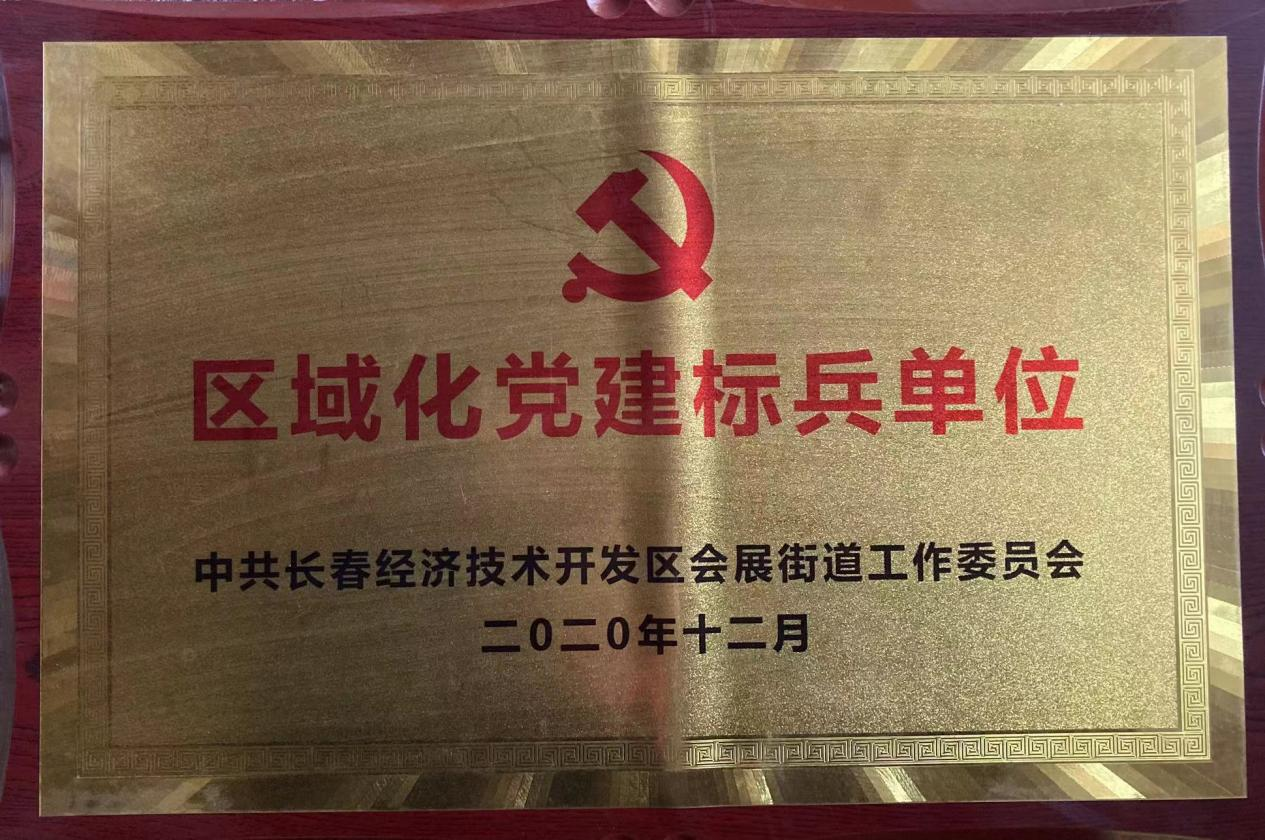 区域化党建标兵单位
中共长春经济技术开发区会展街道工作委员会
二0二0年十二月